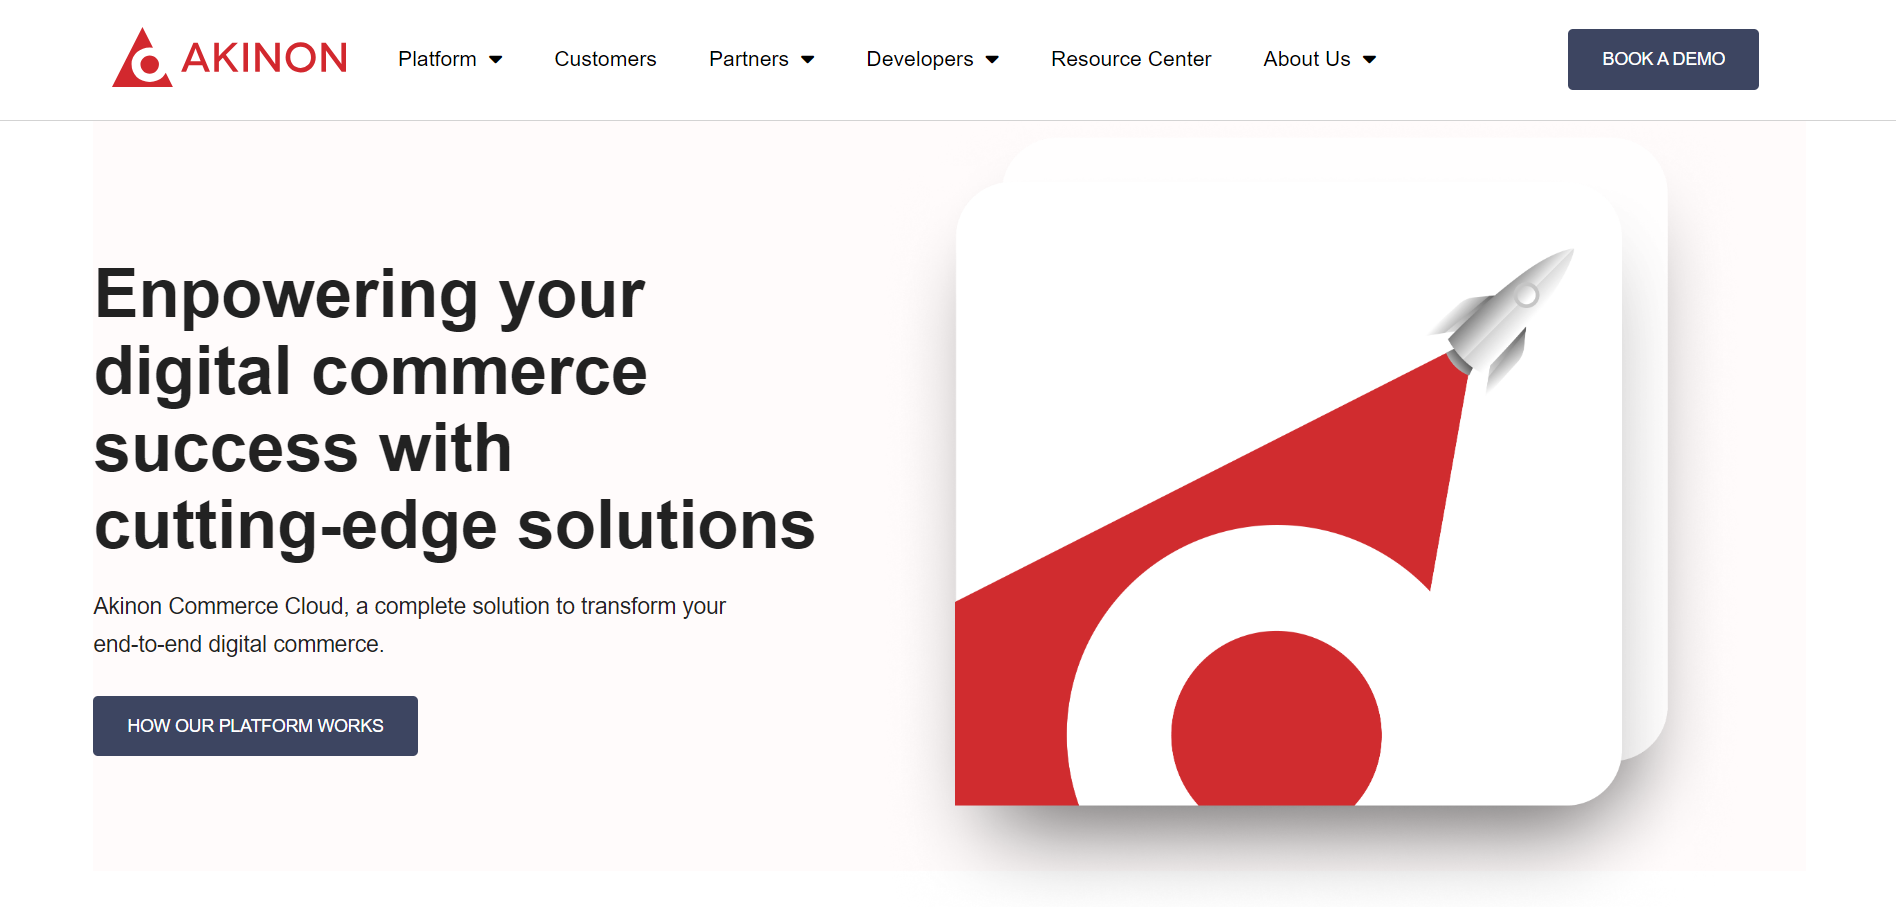 AKINON
Platform
Customers
Partners
Developers
Resource Center
About Us
BOOK A DEMO
Enpowering your
digital commerce
success with
cutting-edge solutions
Akinon Commerce Cloud, a complete solution to transform your
end-to-end digital commerce.
HOW OUR PLATFORM WORKS